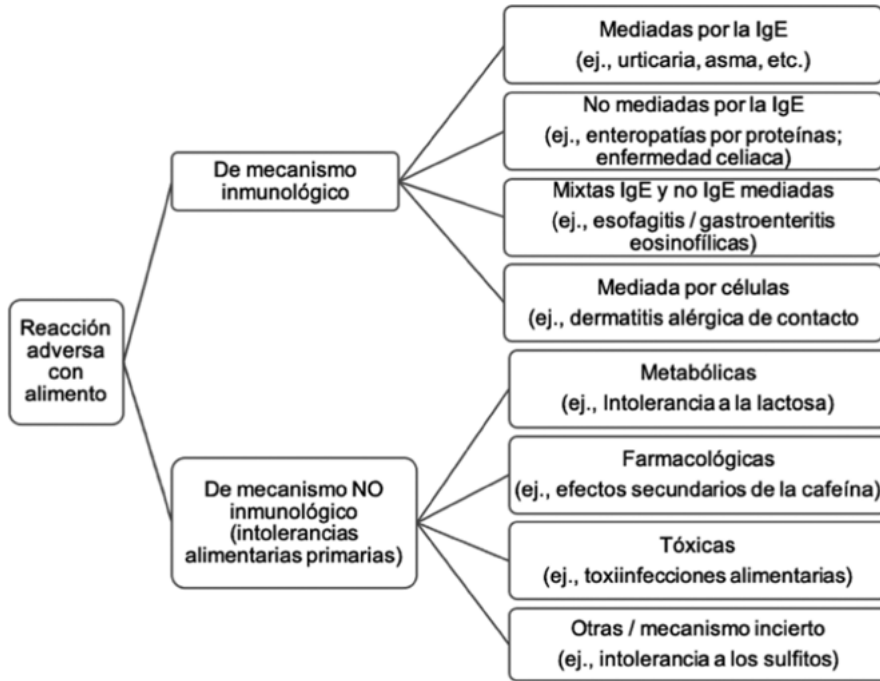 Reacción
adversa
con
alimento
De mecanismo
inmunológico
Mediadas por la IgE
(ej., urticaria, asma, etc.)
No mediadas por la IgE
(ej., enteropatías por proteínas;
enfermedad celiaca)
Mixtas IgE y no IgE mediadas
(ej., esofagitis / gastroenteritis
eosinofílicas)
Mediada por células
(ej., dermatitis alérgica de contacto
De mecanismo NO
inmunológico
(intolerancias
alimentarias primarias)
Metabólicas
(ej., Intolerancia a la lactosa)
Farmacológicas
(ej., efectos secundarios de la cafeína)
Tóxicas
(ej., toxiinfecciones alimentarias)
Otras / mecanismo incierto
(ej., intolerancia a los sulfitos)